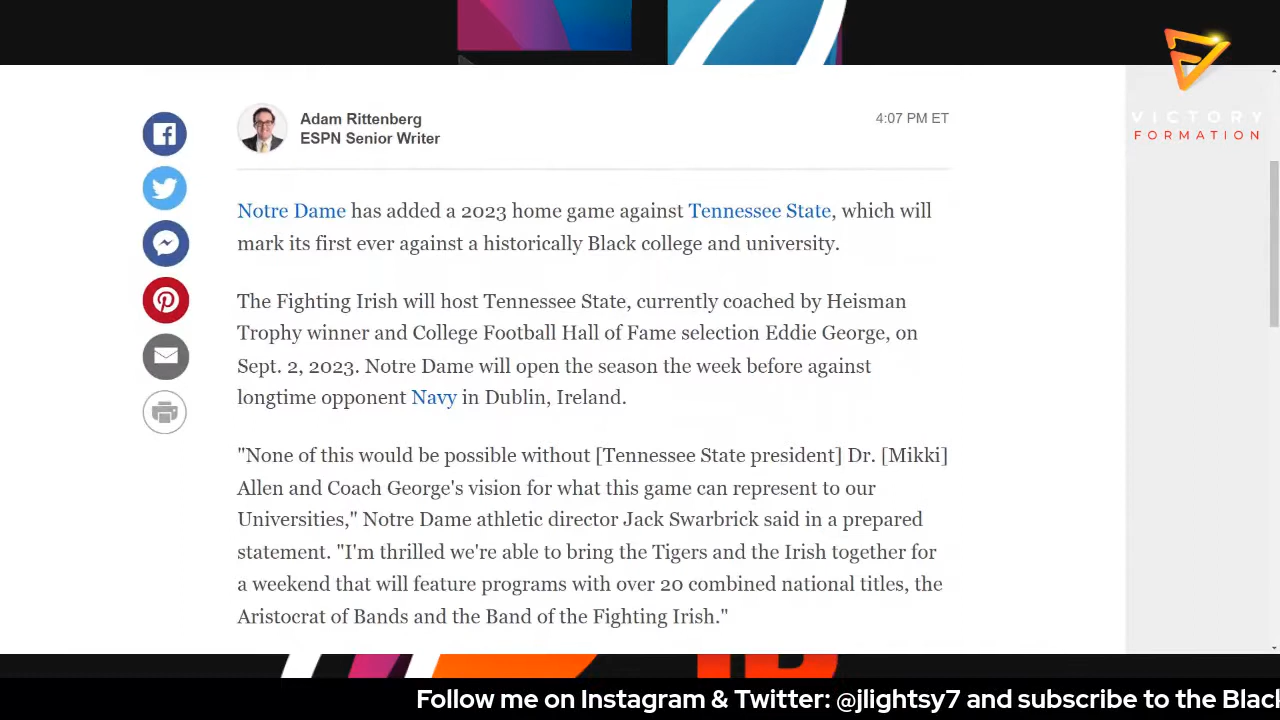 Adam Rittenberg
ESPN Senior Writer
4:07 PM ET
VICTORY
FORMATION
Notre Dame has added a 2023 home game against Tennessee State, which will
mark its first ever against a historically Black college and university.
The Fighting Irish will host Tennessee State, currently coached by Heisman
Trophy winner and College Football Hall of Fame selection Eddie George, on
Sept. 2, 2023. Notre Dame will open the season the week before against
longtime opponent Navy in Dublin, Ireland.
"None of this would be possible without [Tennessee State president] Dr. [Mikki]
Allen and Coach George's vision for what this game can represent to our
Universities," Notre Dame athletic director Jack Swarbrick said in a prepared
statement. "I'm thrilled we're able to bring the Tigers and the Irish together for
a weekend that will feature programs with over 20 combined national titles, the
Aristocrat of Bands and the Band of the Fighting Irish."
Follow me on Instagram & Twitter: @jlightsy7 and subscribe to the Black